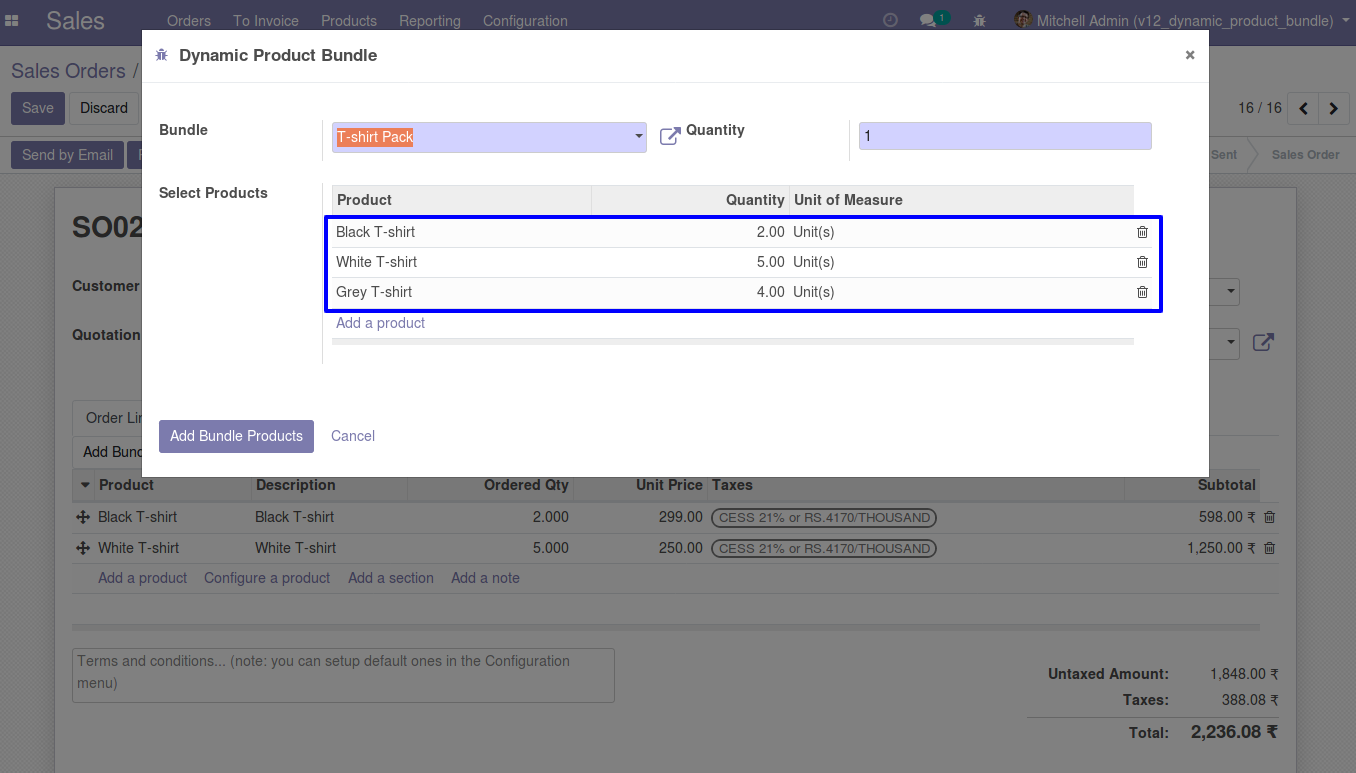 Sales Orders To Invoice Products Reporting Configuration 1 Mitchell Admin (v12_dynamic_product_bundle)
Dynamic Product Bundle ×
Sales Orders /
Save Discard 16 / 16
Bundle T-shirt Pack Quantity 1
Send by Email Sent Sales Order
Select Products
Product Quantity Unit of Measure
Black T-shirt 2.00 Unit(s)
White T-shirt 5.00 Unit(s)
Grey T-shirt 4.00 Unit(s)
Add a product
SO02
Customer
Quotation
Order Lin
Add Bundle Products Cancel
Add Bund
Product Description Ordered Qty Unit Price Taxes Subtotal
Black T-shirt Black T-shirt 2.000 299.00 CESS 21% or RS.4170/THOUSAND 598.00 ₹
White T-shirt White T-shirt 5.000 250.00 CESS 21% or RS.4170/THOUSAND 1,250.00 ₹
Add a product Configure a product Add a section Add a note
Terms and conditions... (note: you can setup default ones in the Configuration
menu)
Untaxed Amount: 1,848.00 ₹
Taxes: 388.08 ₹
Total: 2,236.08 ₹